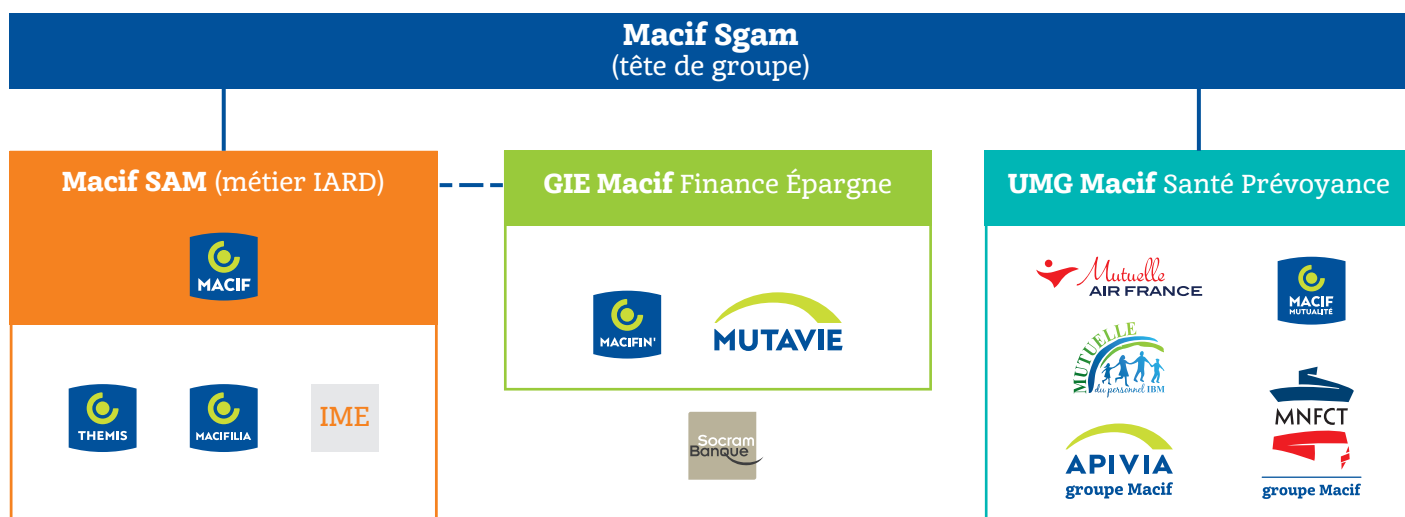 Macif Sgam
(tête de groupe)
Macif SAM (métier IARD)
MACIF
THEMIS
MACIFILIA
IME
GIE Macif Finance Épargne
MACIFIN'
MUTAVIE
Socram
Banque
UMG Macif Santé Prévoyance
Mutuelle
AIR FRANCE
MACIF
MUTUALITÉ
MUTUELLE
du personnel IBM
MNFCT
groupe Macif
APIVIA
groupe Macif